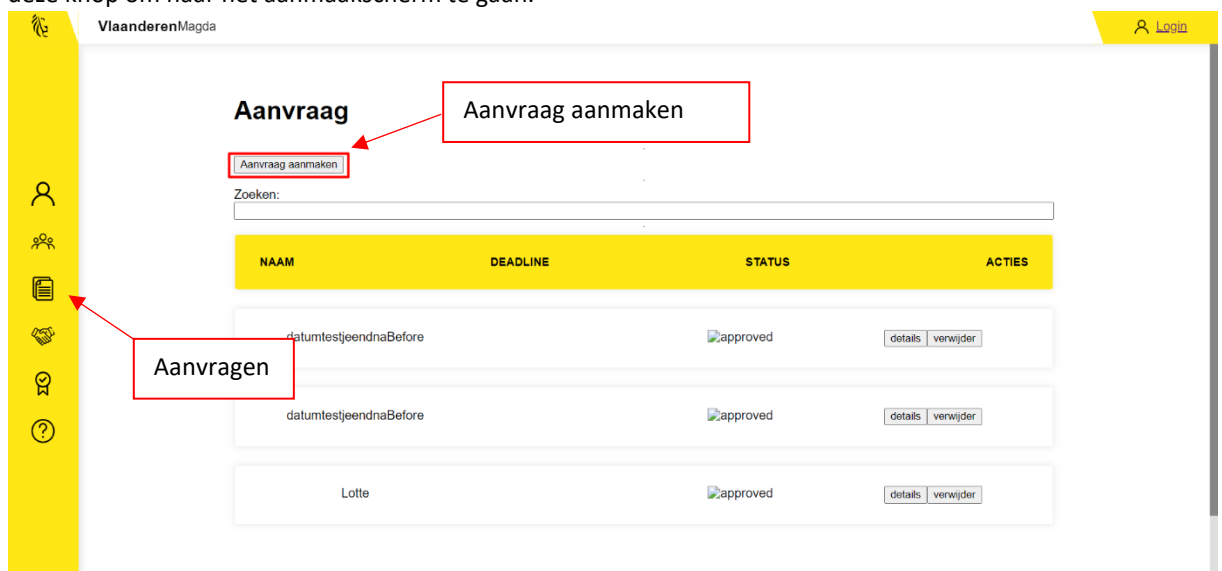 deze knop om naar het aanmaakscherm te gaan.
VlaanderenMagda
Login
Aanvraag
Aanvraag aanmaken
Aanvraag aanmaken
Zoeken:
NAAM DEADLINE STATUS ACTIES
datumtestjeendnaBefore approved details verwijder
Aanvragen
datumtestjeendnaBefore approved details verwijder
Lotte approved details verwijder